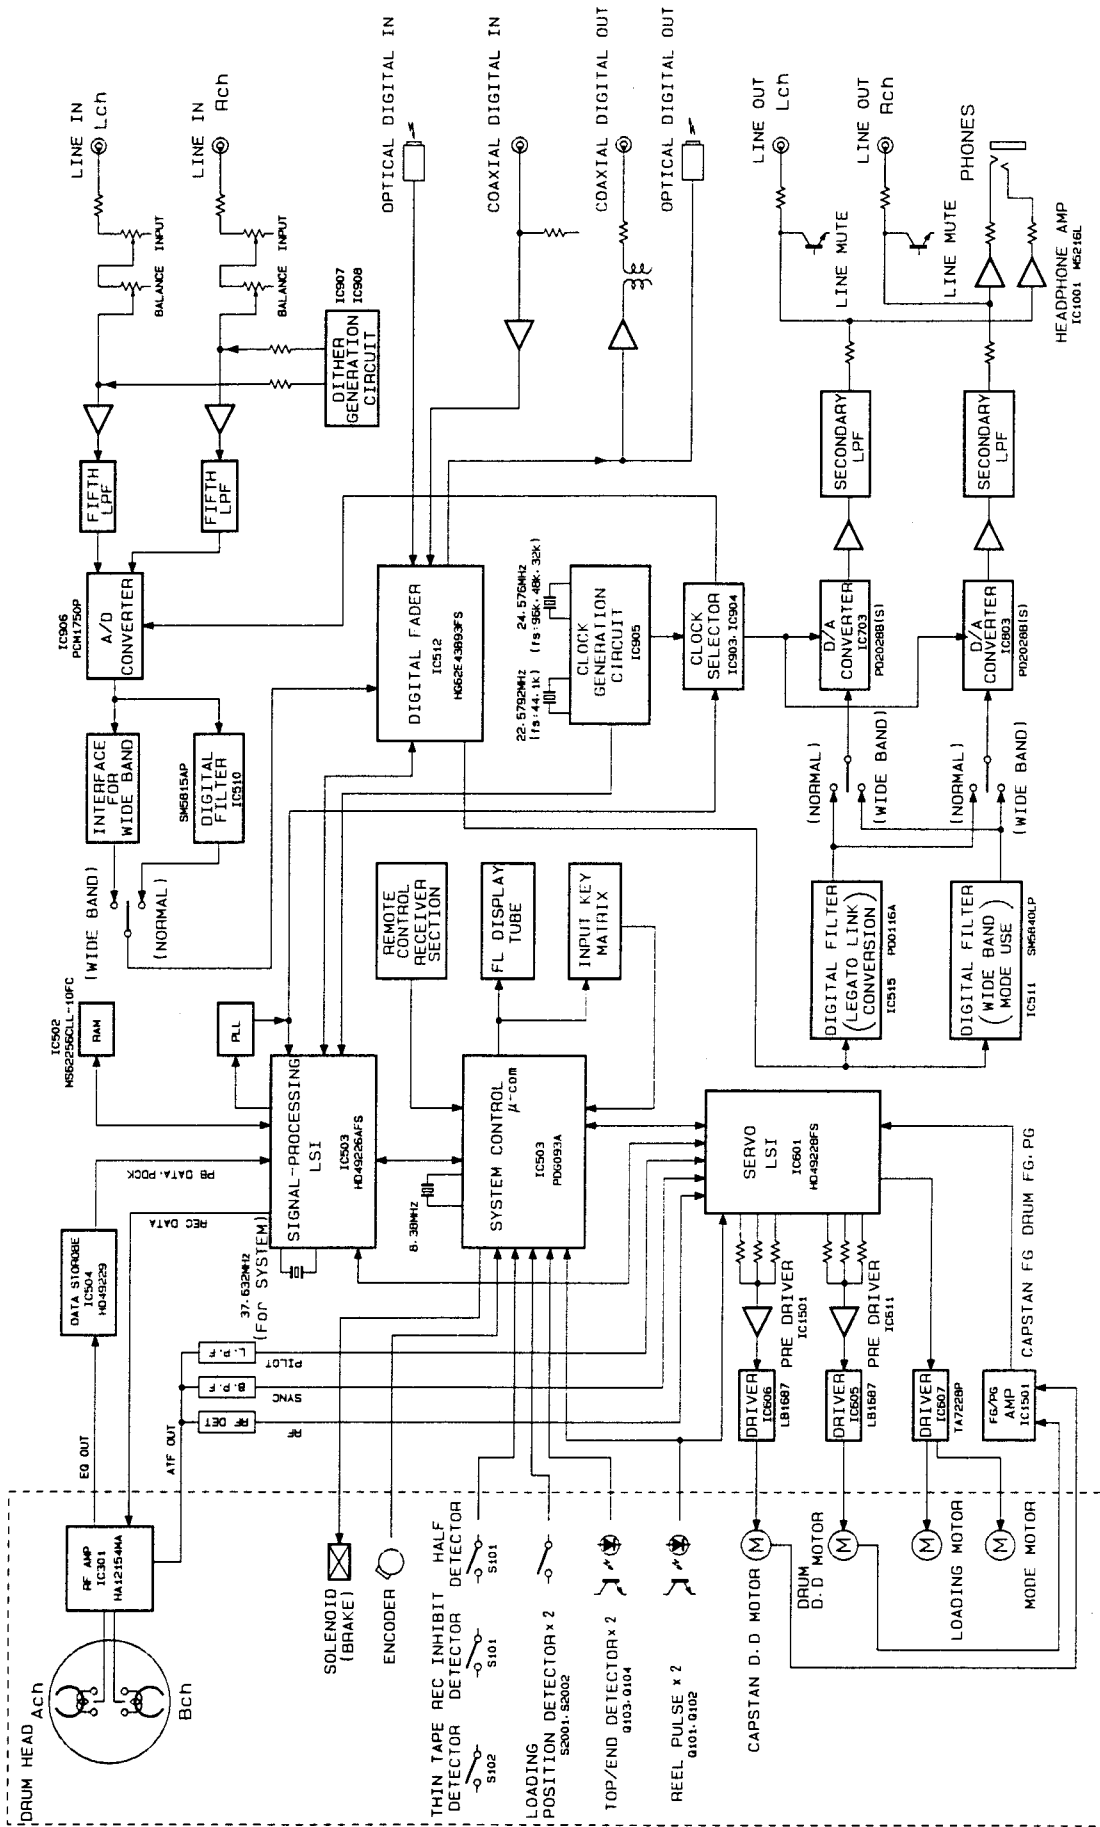 LINE IN
Lch
LINE IN
Rch
OPTICAL DIGITAL IN
COAXIAL DIGITAL IN
COAXIAL DIGITAL OUT
OPTICAL DIGITAL OUT
LINE OUT
Lch
LINE OUT
Rch
PHONES
BALANCE
INPUT
BALANCE
INPUT
IC907
IC908
DITHER
GENERATION
CIRCUIT
LINE MUTE
LINE MUTE
HEADPHONE AMP
IC1001 M5216L
FIFTH
LPF
FIFTH
LPF
SECONDARY
LPF
SECONDARY
LPF
IC906
PCM1750P
A/D
CONVERTER
DIGITAL FADER
IC512
HG62E43B93FS
22.5792MHz
(fs:44.1k)
24.576MHz
(fs:96k.48k.32k)
CLOCK
GENERATION
CIRCUIT
IC905
CLOCK
SELECTOR
IC903.IC904
D/A
CONVERTER
IC703
PD2028B(S)
D/A
CONVERTER
IC803
PD2028B(S)
INTERFACE
FOR
WIDE BAND
SM5815AP
DIGITAL
FILTER
IC510
(WIDE BAND)
(NORMAL)
(NORMAL)
(WIDE BAND)
(NORMAL)
(WIDE BAND)
REMOTE
CONTROL
RECEIVER
SECTION
FL DISPLAY
TUBE
INPUT KEY
MATRIX
DIGITAL FILTER
(LEGATO LINK
CONVERSION)
IC515 PD0116A
DIGITAL FILTER
(WIDE BAND
MODE USE)
IC511 SM5840LP
IC502
MS62256CLL-10FC
RAM
PLL
SIGNAL-PROCESSING
LSI
IC503
HD49226AFS
SYSTEM CONTROL
μ-com
IC503
PDG093A
8.38MHz
37.632MHz
(For SYSTEM)
SERVO
LSI
IC601
HD49228FS
PB DATA.PDCK
REC DATA
DATA STOROBE
IC504
HD49229
L.P.F
PILOT
B.P.F
SYNC
RF DET
RF
EQ OUT
ATF OUT
PRE DRIVER
IC1501
PRE DRIVER
IC611
CAPSTAN FG DRUM FG.PG
DRIVER
IC606
LB1687
DRIVER
IC605
LB1687
DRIVER
IC607
TA7228P
FG/PG
AMP
IC1501
RF AMP
IC301
HA12154MA
DRUM HEAD
Ach
Bch
SOLENOID
(BRAKE)
ENCODER
THIN TAPE
DETECTOR
S102
REC INHIBIT
DETECTOR
S101
HALF
DETECTOR
S101
LOADING
POSITION DETECTOR x 2
S2001.S2002
TOP/END DETECTOR x 2
Q103.Q104
REEL PULSE x 2
Q101.Q102
CAPSTAN D.D MOTOR
M
DRUM
D.D MOTOR
M
LOADING MOTOR
M
MODE MOTOR
M